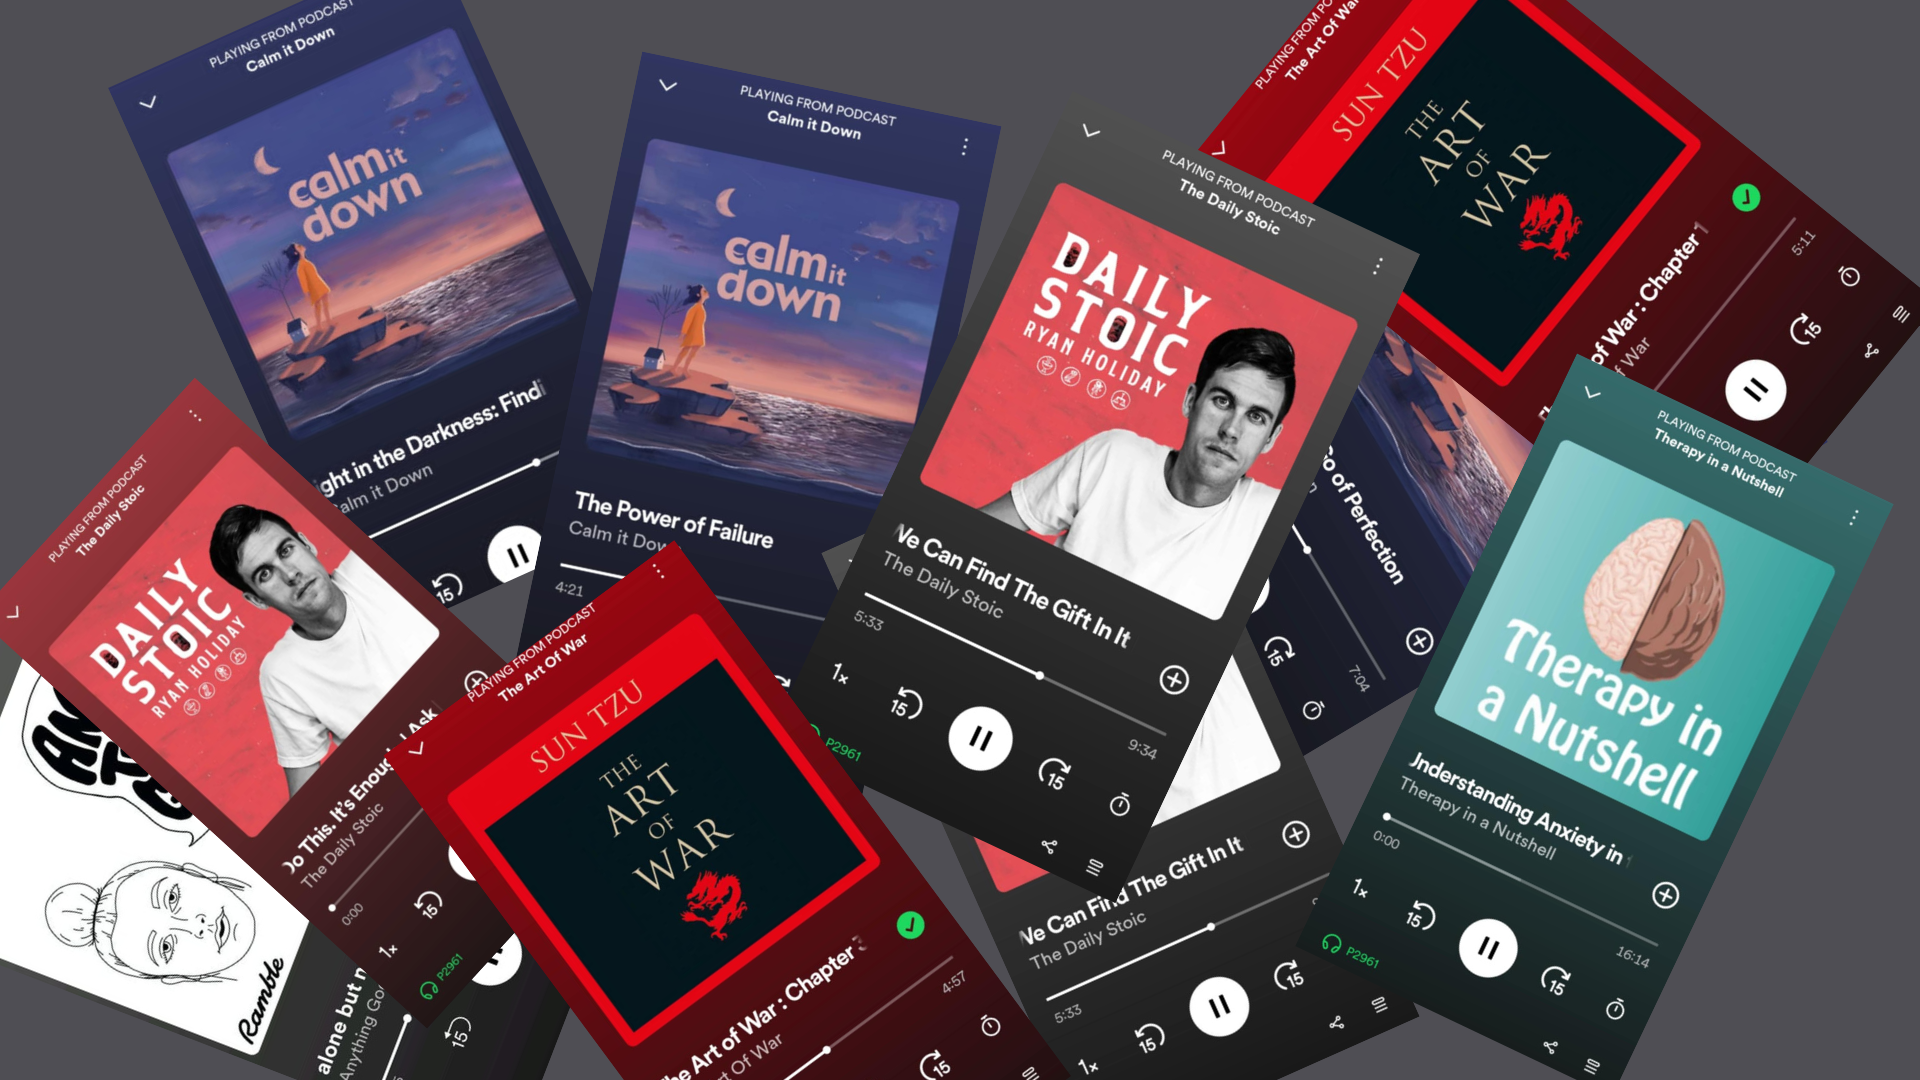 PLAYING FROM PODCAST
Calm it Down
calm it
down
ight in the Darkness: Findi
Calm it Down
15
PLAYING FROM PODCAST
Calm it Down
calm it
down
The Power of Failure
Calm it Dow
4:21
P2961
PLAYING FROM PODCAST
The Daily Stoic
DAILY
STOIC
RYAN HOLIDAY
We Can Find The Gift In It
The Daily Stoic
5:33
9:34
1x
15
15
PLAYING FROM PO
The Art Of War
SUN TZU
THE
ART
OF
WAR
of War : Chapter 1
of War
5:11
15
Go of Perfection
7:04
15
PLAYING FROM PODCAST
Therapy in a Nutshell
Therapy in
a Nutshell
Understanding Anxiety in
Therapy in a Nutshell
0:00
16:14
1x
15
15
P2961
PLAYING FROM PODCAST
The Daily Stoic
DAILY
STOIC
RYAN HOLIDAY
Do This. It's Enough
Ask
The Daily Stoic
0:00
1x
15
P2961
Ramble
alone but n
Anything Go
15
PLAYING FROM PODCAST
The Art Of War
SUN TZU
THE
ART
OF
WAR
The Art of War : Chapter 3
Art Of War
4:57
15
We Can Find The Gift In It
The Daily Stoic
5:33
1x
15
15